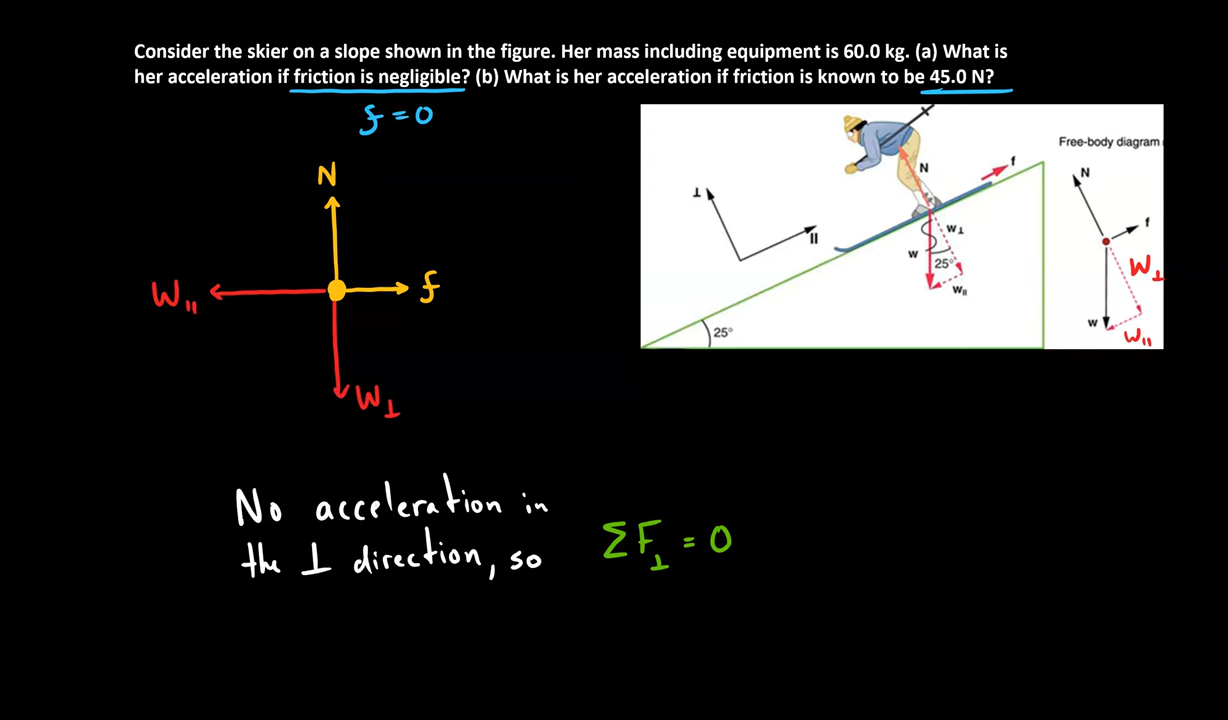 Consider the skier on a slope shown in the figure. Her mass including equipment is 60.0 kg. (a) What is
her acceleration if friction is negligible? (b) What is her acceleration if friction is known to be 45.0 N?
f = 0
N
W||
f
W⊥
Free-body diagram
N
f
⊥
||
W⊥
w
25°
W||
25°
N
f
W⊥
w
W||
No acceleration in
the ⊥ direction, so
ΣF⊥ = 0